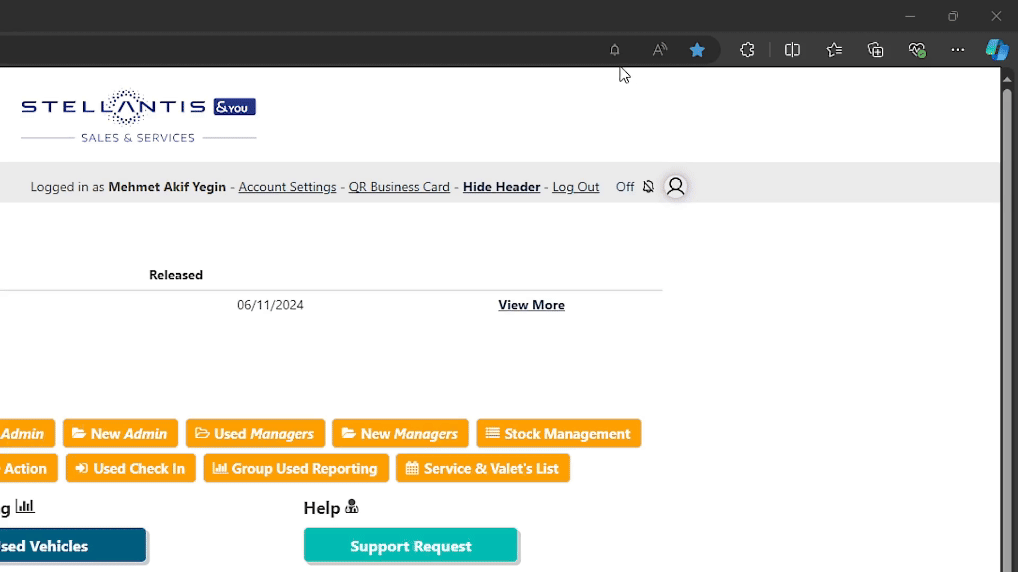 STELLANTIS &YOU
SALES & SERVICES
Logged in as Mehmet Akif Yegin - Account Settings - QR Business Card - Hide Header - Log Out Off
Released
06/11/2024 View More
Admin New Admin Used Managers New Managers Stock Management
Action Used Check In Group Used Reporting Service & Valet's List
g Help
sed Vehicles Support Request